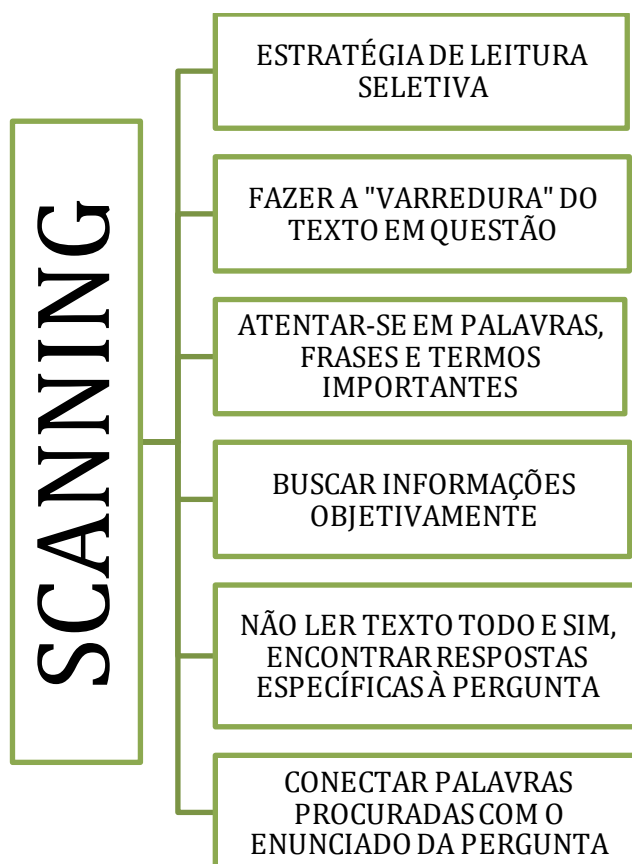 SCANNING
ESTRATÉGIA DE LEITURA
SELETIVA
FAZER A "VARREDURA" DO
TEXTO EM QUESTÃO
ATENTAR-SE EM PALAVRAS,
FRASES E TERMOS
IMPORTANTES
BUSCAR INFORMAÇÕES
OBJETIVAMENTE
NÃO LER TEXTO TODO E SIM,
ENCONTRAR RESPOSTAS
ESPECÍFICAS À PERGUNTA
CONECTAR PALAVRAS
PROCURADAS COM O
ENUNCIADO DA PERGUNTA